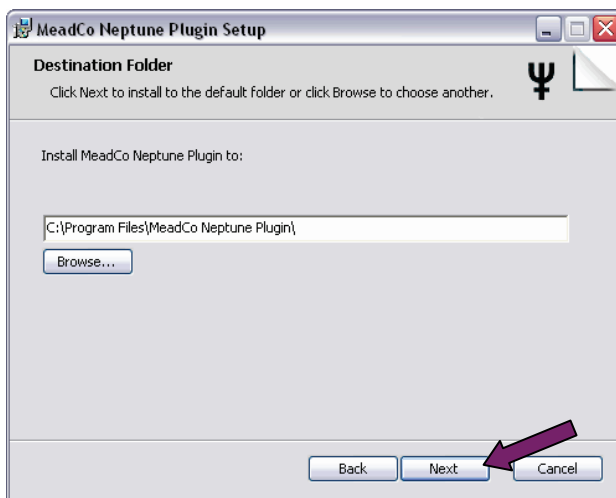 MeadCo Neptune Plugin Setup
Destination Folder
Click Next to install to the default folder or click Browse to choose another.
Install MeadCo Neptune Plugin to:
C:\Program Files\MeadCo Neptune Plugin\
Browse...
Back Next Cancel